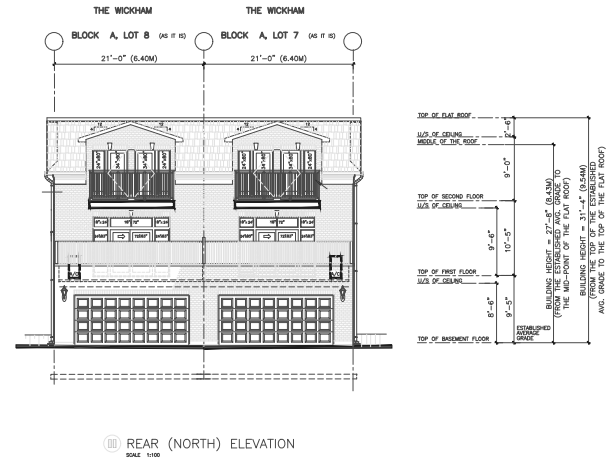 THE WICKHAM
THE WICKHAM
BLOCK A, LOT 8 (AS IT IS)
BLOCK A, LOT 7 (AS IT IS)
21'-0" (6.40M)
21'-0" (6.40M)
TOP OF FLAT ROOF
U/S OF CEILING
MIDDLE OF THE ROOF
TOP OF SECOND FLOOR
U/S OF CEILING
TOP OF FIRST FLOOR
U/S OF CEILING
TOP OF BASEMENT FLOOR
2'-6"
9'-0"
9'-6"
10'-5"
8'-6"
9'-5"
ESTABLISHED
AVERAGE
GRADE
BUILDING HEIGHT = 27'-8" (8.43M)
(FROM THE ESTABLISHED AVG. GRADE TO
THE MID-POINT OF THE FLAT ROOF)
BUILDING HEIGHT = 31'-4" (9.54M)
(FROM THE TOP OF THE ESTABLISHED
AVG. GRADE TO THE TOP OF THE FLAT ROOF)
REAR (NORTH) ELEVATION
SCALE 1:100